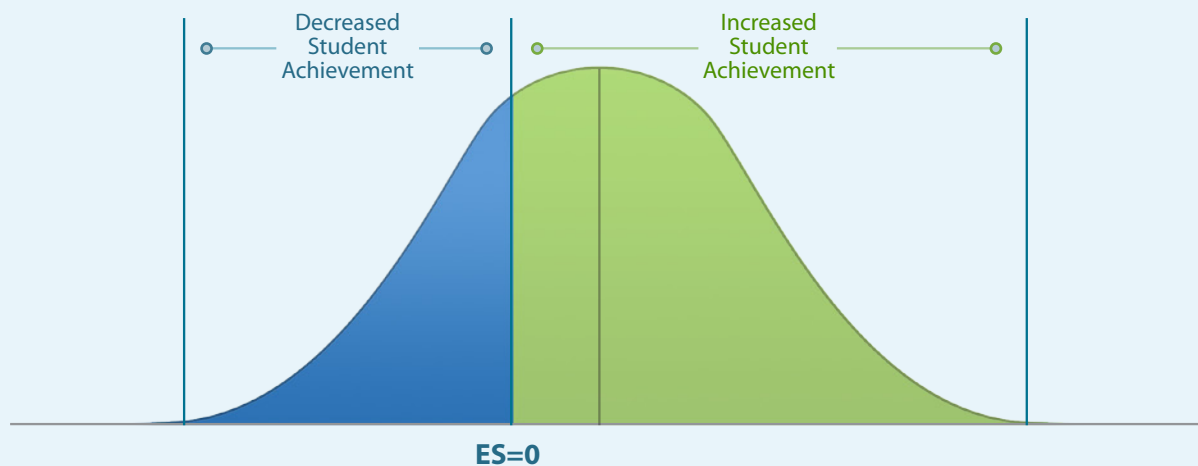 Decreased
Student
Achievement
Increased
Student
Achievement
ES=0